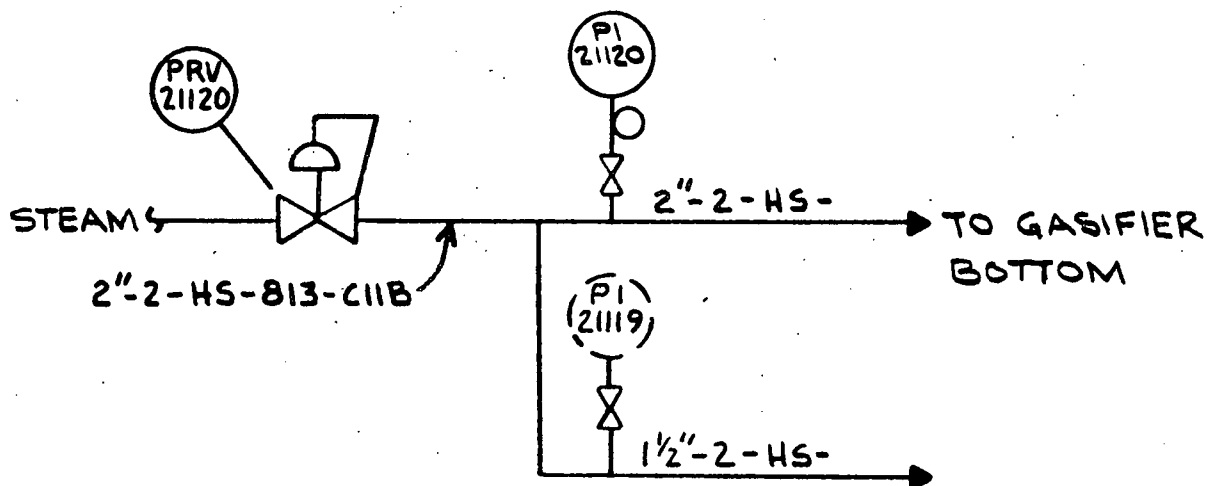 PI
21120
PRV
21120
2"-2-HS-
STEAM
TO GASIFIER
BOTTOM
2"-2-HS-813-C11B
PI
21119
1½"-2-HS-